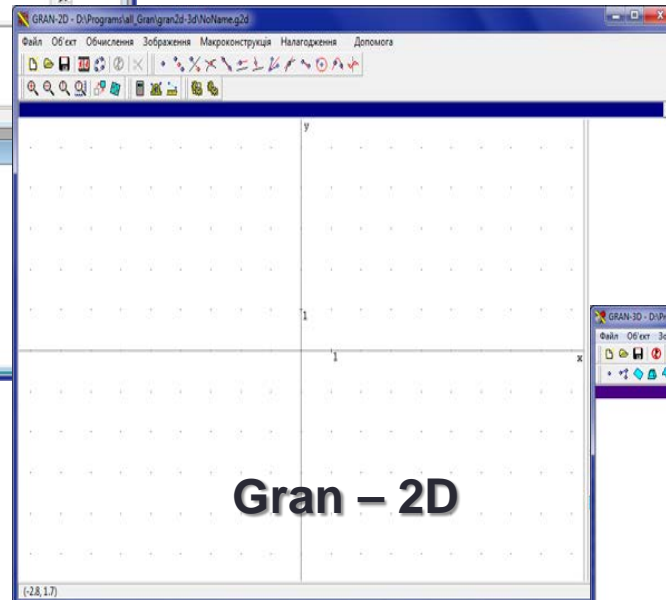 GRAN-2D - D:\Programs\all_Gran\gran2d-3d\NoName.g2d
Файл Об'єкт Обчислення Зображення Макроконструкція Налагодження Допомога
y
1
1
x
GRAN-3D - D:\Pr
Файл Об'єкт Зо
Gran – 2D
(-2.8, 1.7)